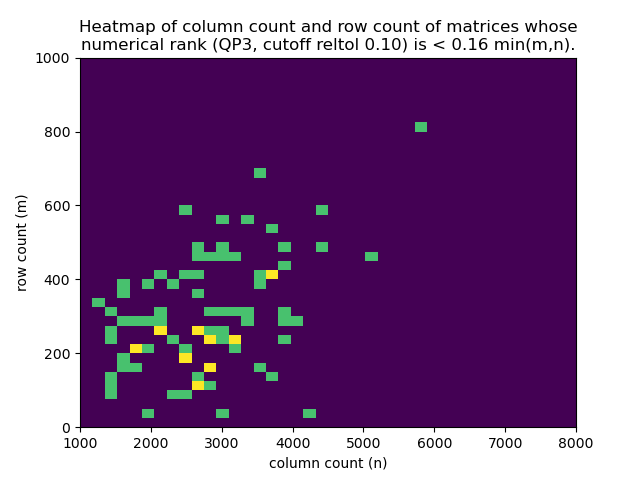 Heatmap of column count and row count of matrices whose
numerical rank (QP3, cutoff reltol 0.10) is < 0.16 min(m,n).
1000
800
600
400
200
0
row count (m)
1000 2000 3000 4000 5000 6000 7000 8000
column count (n)